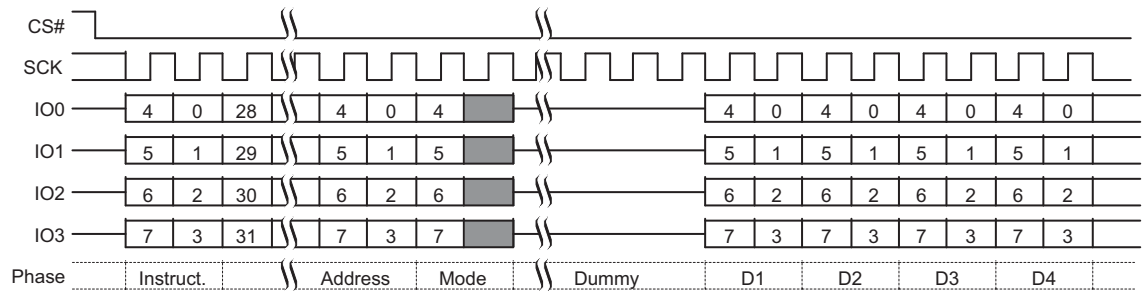 CS#
SCK
IO0 4 0 28 4 0 4 4 0 4 0 4 0 4 0
IO1 5 1 29 5 1 5 5 1 5 1 5 1 5 1
IO2 6 2 30 6 2 6 6 2 6 2 6 2 6 2
IO3 7 3 31 7 3 7 7 3 7 3 7 3 7 3
Phase Instruct. Address Mode Dummy D1 D2 D3 D4